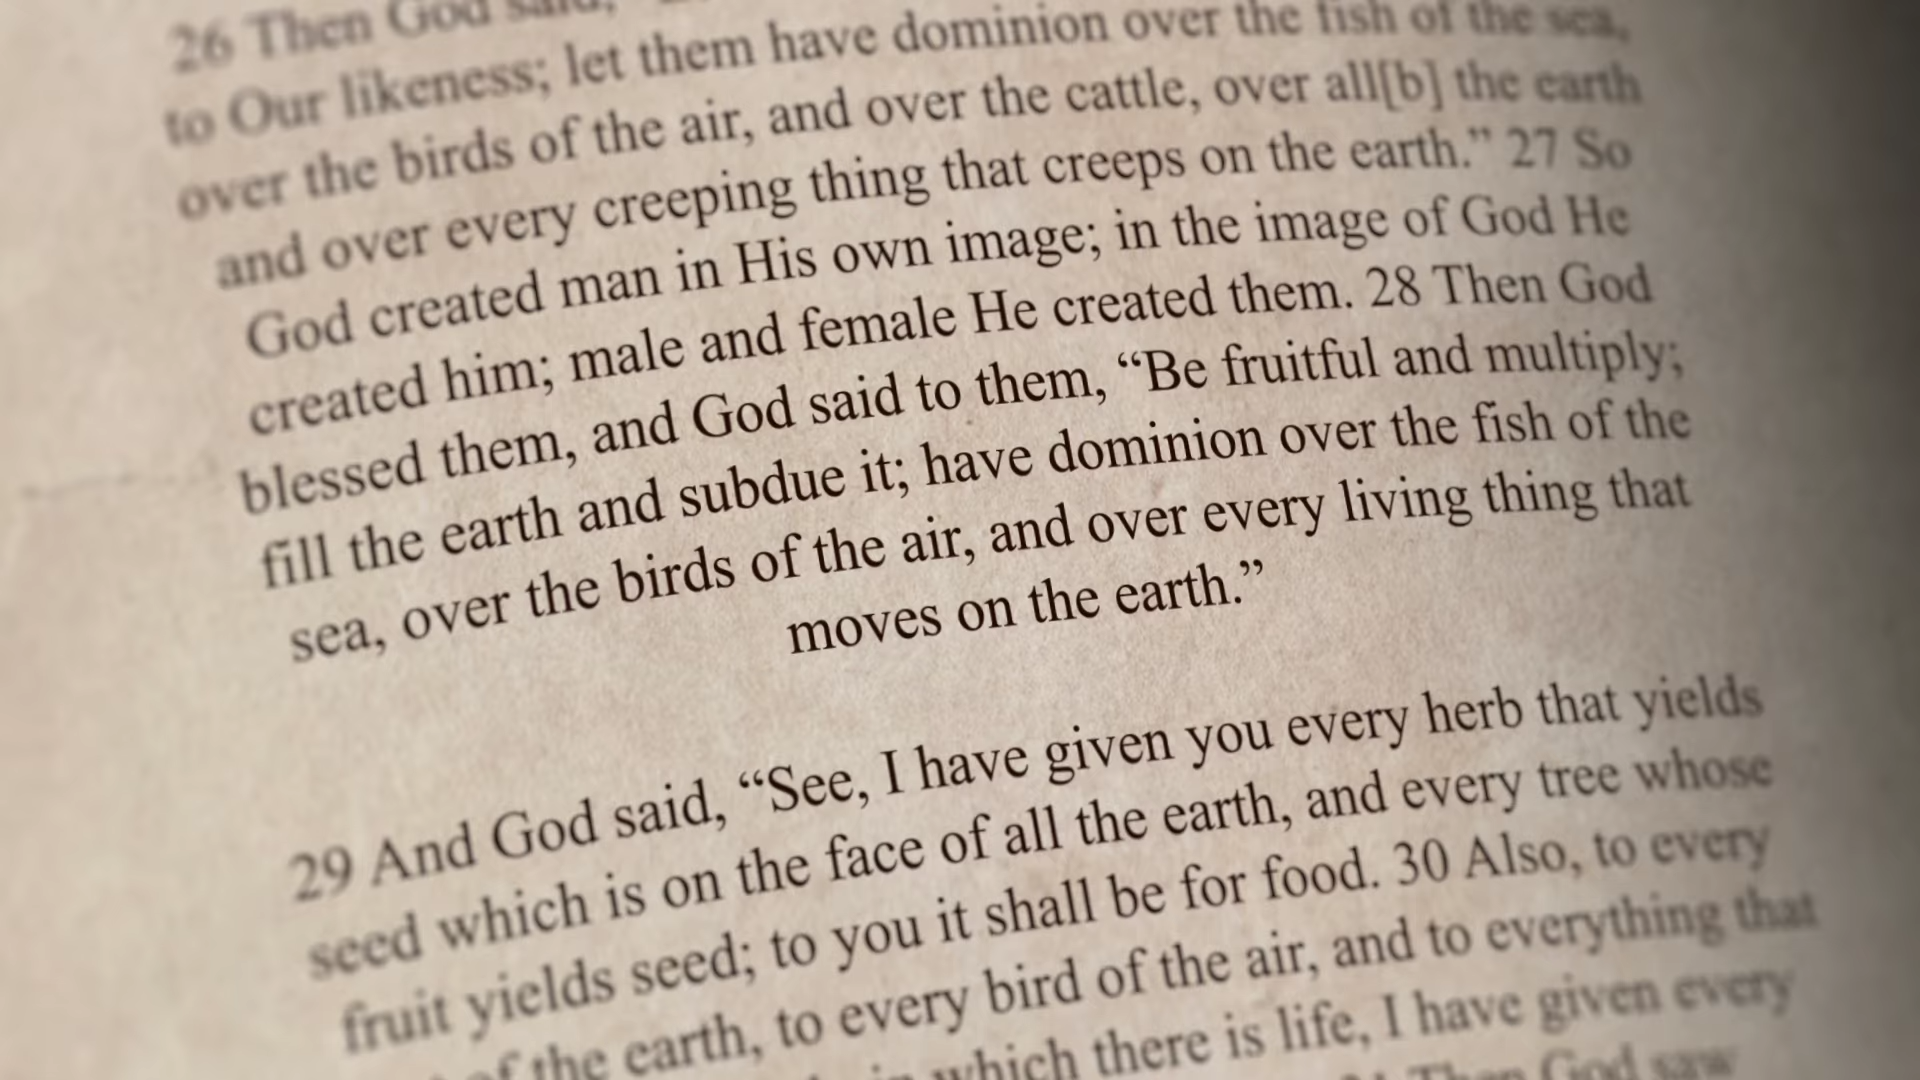 26 Then God said,
to Our likeness; let them have dominion over the fish of the sea,
over the birds of the air, and over the cattle, over all[b] the earth
and over every creeping thing that creeps on the earth.” 27 So
God created man in His own image; in the image of God He
created him; male and female He created them. 28 Then God
blessed them, and God said to them, “Be fruitful and multiply;
fill the earth and subdue it; have dominion over the fish of the
sea, over the birds of the air, and over every living thing that
moves on the earth.”
29 And God said, “See, I have given you every herb that yields
seed which is on the face of all the earth, and every tree whose
fruit yields seed; to you it shall be for food. 30 Also, to every
of the earth, to every bird of the air, and to everything that
in which there is life, I have given every
Then God saw